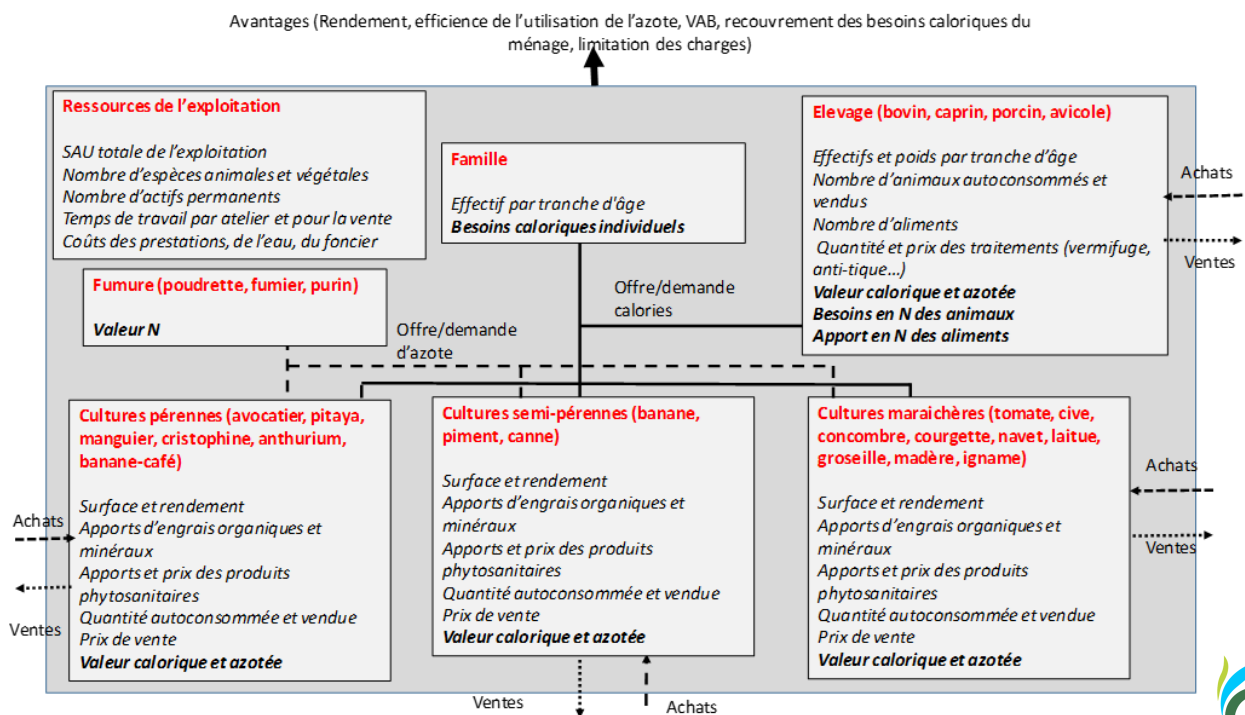 Avantages (Rendement, efficience de l'utilisation de l'azote, VAB, recouvrement des besoins caloriques du
ménage, limitation des charges)
Ressources de l'exploitation
SAU totale de l'exploitation
Nombre d'espèces animales et végétales
Nombre d'actifs permanents
Temps de travail par atelier et pour la vente
Coûts des prestations, de l'eau, du foncier
Famille
Effectif par tranche d'âge
Besoins caloriques individuels
Elevage (bovin, caprin, porcin, avicole)
Effectifs et poids par tranche d'âge
Nombre d'animaux autoconsommés et
vendus
Nombre d'aliments
Quantité et prix des traitements (vermifuge,
anti-tique...)
Valeur calorique et azotée
Besoins en N des animaux
Apport en N des aliments
Achats
Ventes
Fumure (poudrette, fumier, purin)
Valeur N
Offre/demande
d'azote
Offre/demande
calories
Cultures pérennes (avocatier, pitaya,
manguier, cristophine, anthurium,
banane-café)
Surface et rendement
Apports d'engrais organiques et
minéraux
Apports et prix des produits
phytosanitaires
Quantité autoconsommée et vendue
Prix de vente
Valeur calorique et azotée
Achats
Ventes
Cultures semi-pérennes (banane,
piment, canne)
Surface et rendement
Apports d'engrais organiques et
minéraux
Apports et prix des produits
phytosanitaires
Quantité autoconsommée et vendue
Prix de vente
Valeur calorique et azotée
Ventes
Achats
Cultures maraichères (tomate, cive,
concombre, courgette, navet, laitue,
groseille, madère, igname)
Surface et rendement
Apports d'engrais organiques et
minéraux
Apports et prix des produits
phytosanitaires
Quantité autoconsommée et vendue
Prix de vente
Valeur calorique et azotée
Achats
Ventes